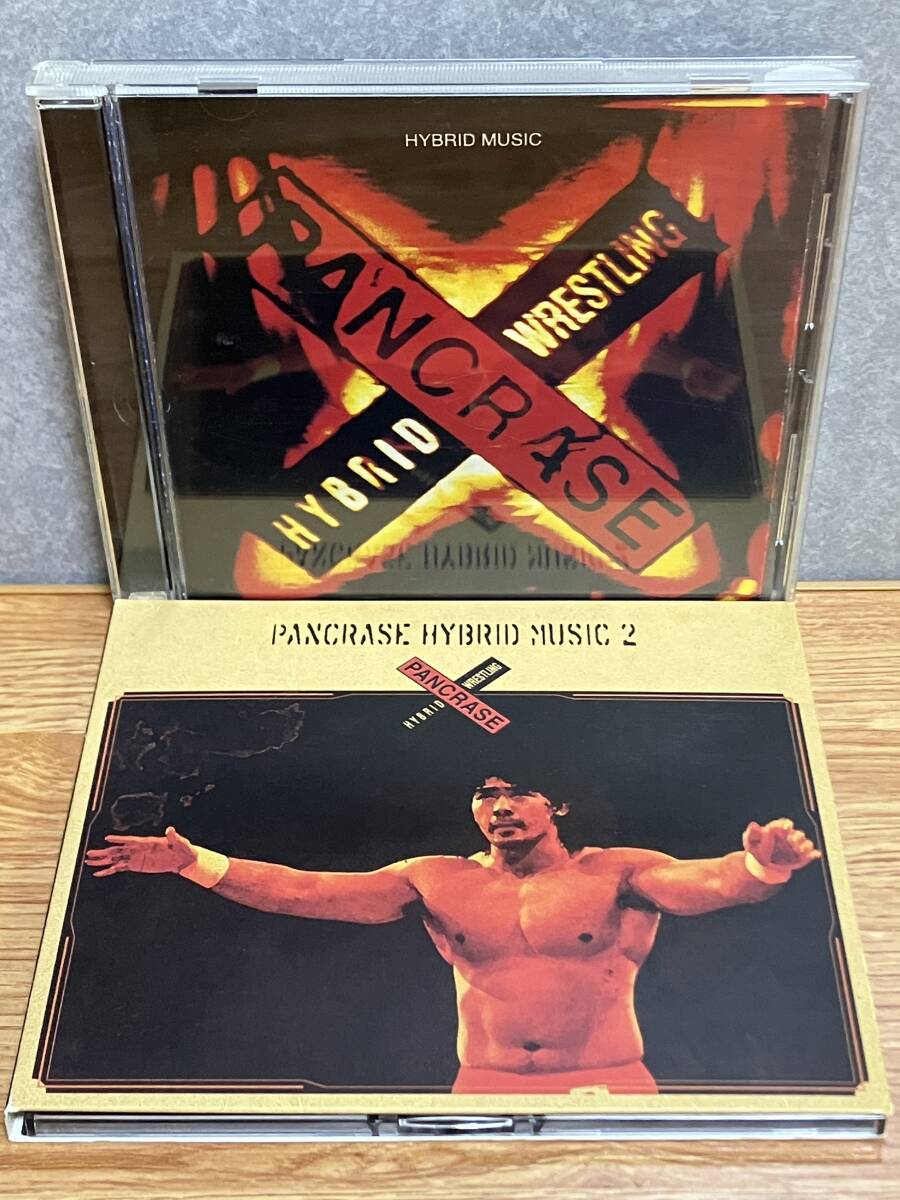 HYBRID MUSIC
PANCRASE
HYBRID WRESTLING
PANCRASE HYBRID MUSIC 2
PANCRASE
HYBRID WRESTLING